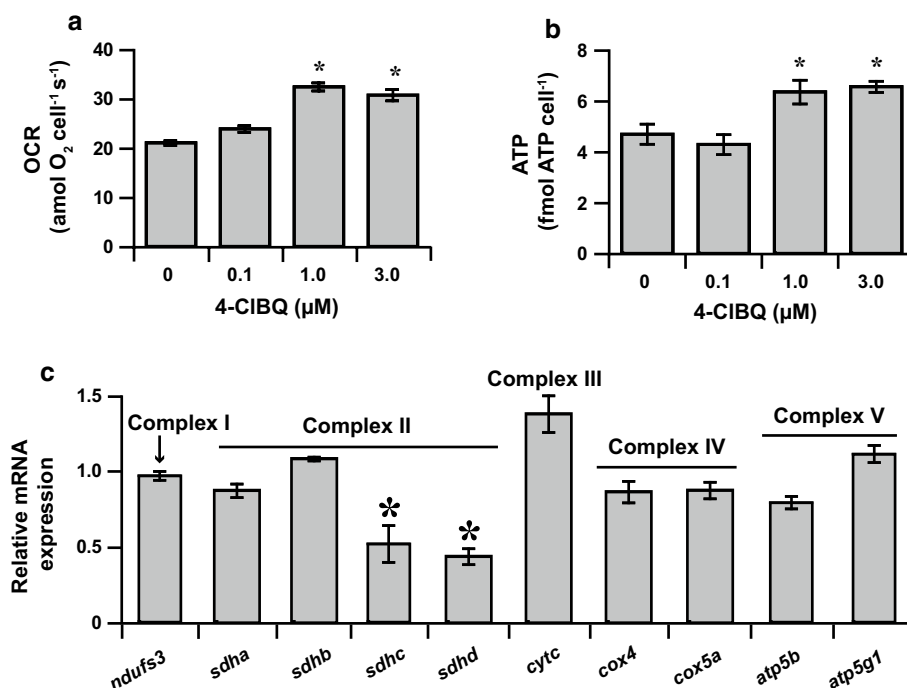 a
OCR
(amol O₂ cell⁻¹ s⁻¹)
40
30
20
10
0
* *
0 0.1 1.0 3.0
4-ClBQ (µM)
b
ATP
(fmol ATP cell⁻¹)
8
6
4
2
0
* *
0 0.1 1.0 3.0
4-ClBQ (µM)
c
Relative mRNA
expression
1.5
1.0
0.5
0
Complex I
Complex II
Complex III
Complex IV
Complex V
* *
ndufs3 sdha sdhb sdhc sdhd cytc cox4 cox5a atp5b atp5g1